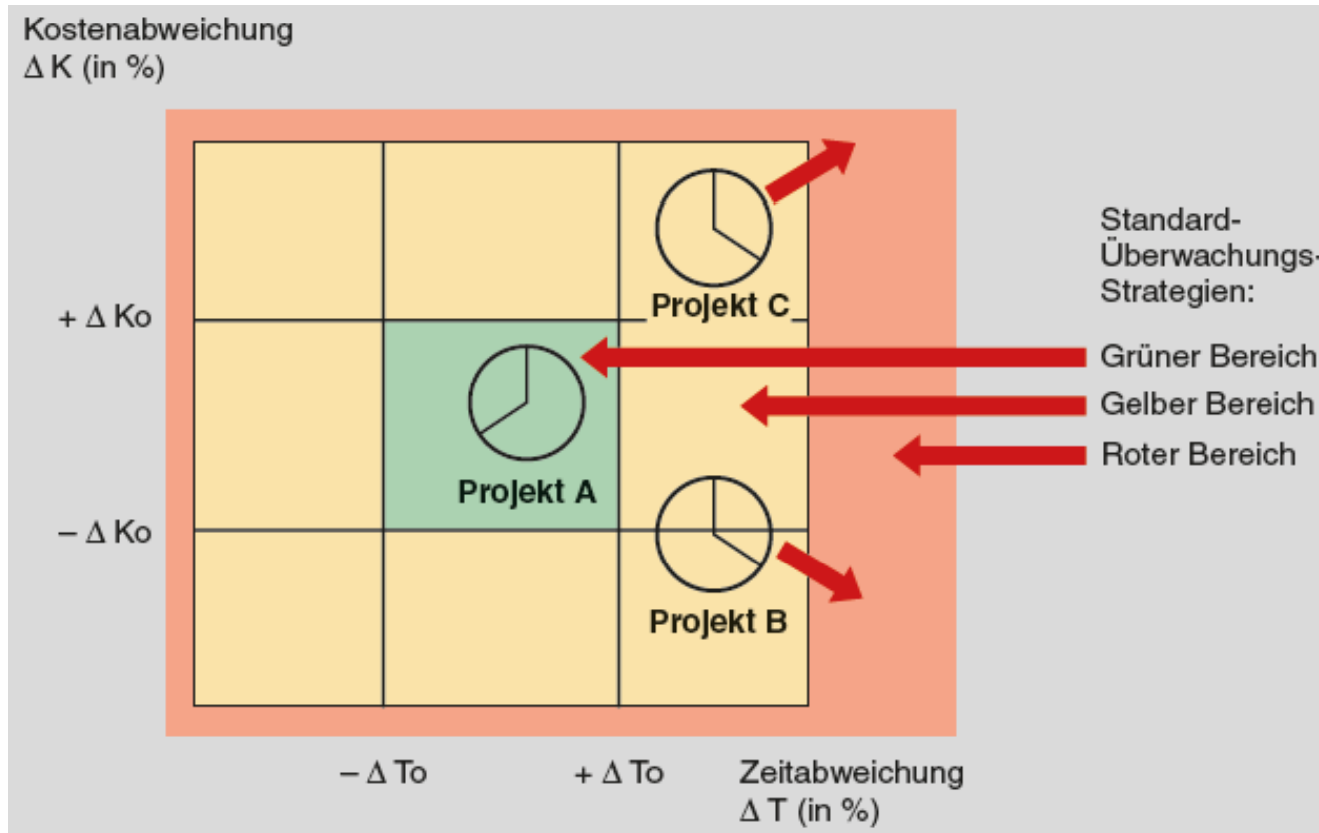 Kostenabweichung
Δ K (in %)
Projekt C
Standard-
Überwachungs-
Strategien:
+ Δ Ko
Grüner Bereich
Gelber Bereich
Roter Bereich
Projekt A
– Δ Ko
Projekt B
– Δ To
+ Δ To
Zeitabweichung
Δ T (in %)